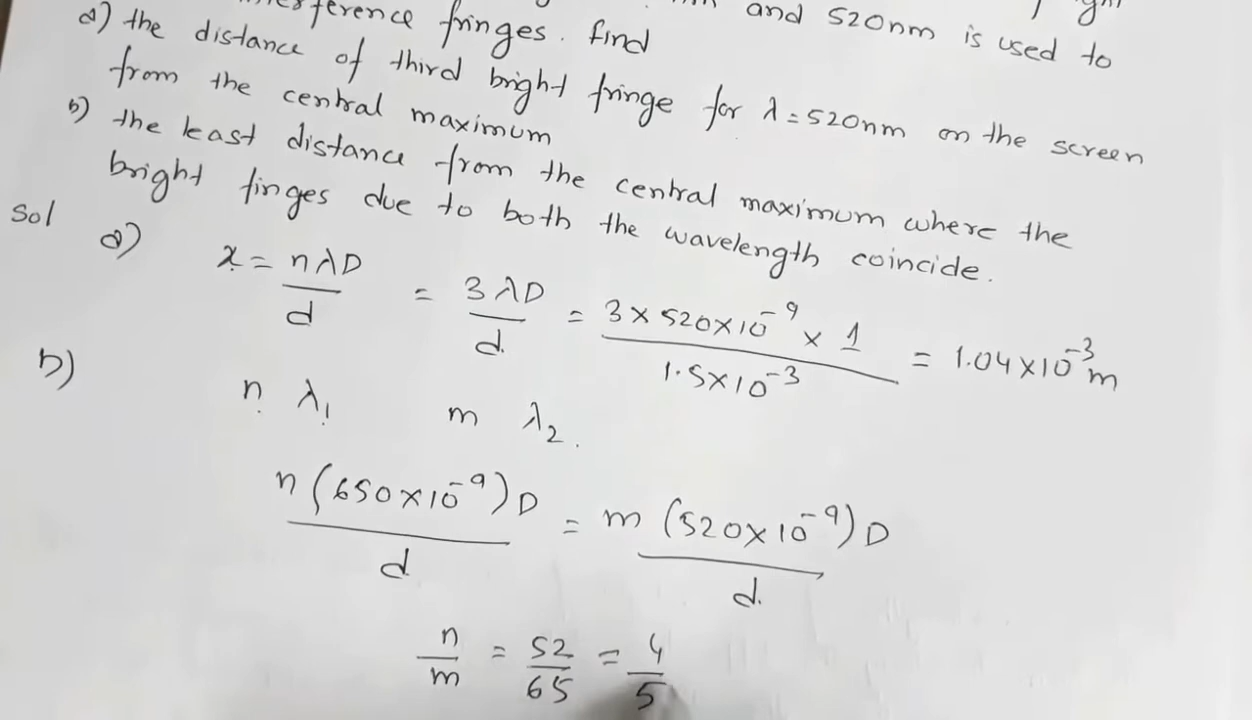 and 520nm is used to
fringes. find
a) the distance of third bright fringe for λ=520nm on the screen
from the central maximum
b) the least distance from the central maximum where the
bright finges due to both the wavelength coincide.
Sol
a) x = nλD/d = 3λD/d = 3×520×10⁻⁹×1/1.5×10⁻³ = 1.04×10⁻³m
b) n λ₁ m λ₂.
n(650×10⁻⁹)D/d = m(520×10⁻⁹)D/d.
n/m = 52/65 = 4/5